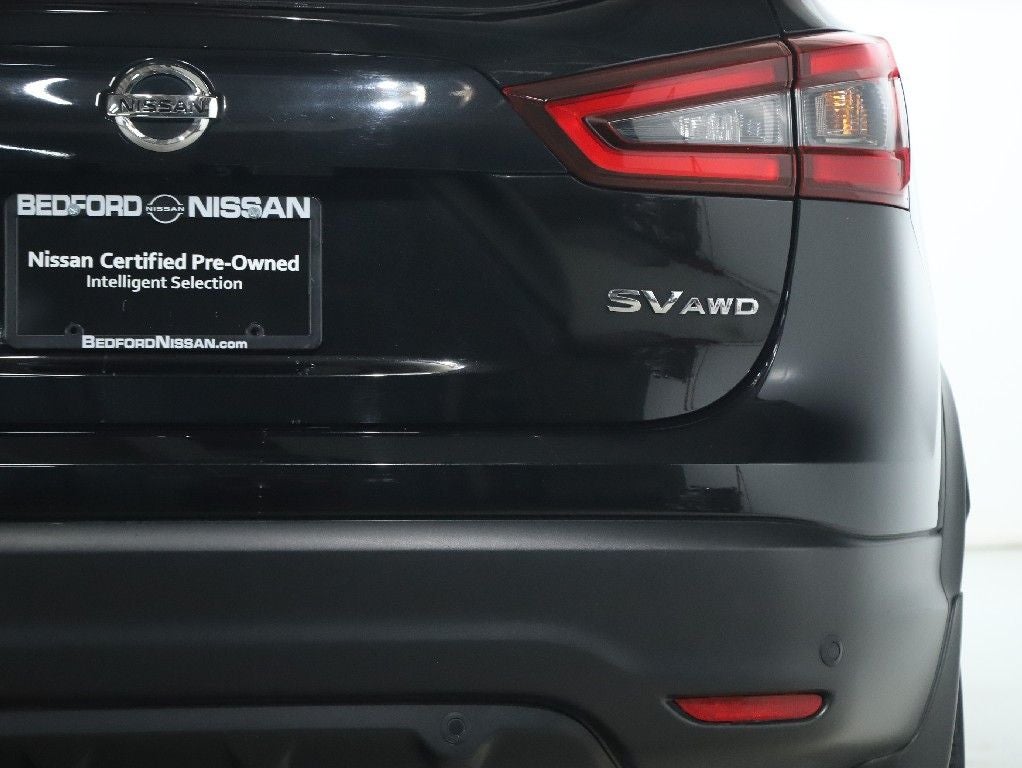 NISSAN
BEDFORD NISSAN NISSAN
Nissan Certified Pre-Owned
Intelligent Selection
BEDFORDNISSAN.com
SV AWD